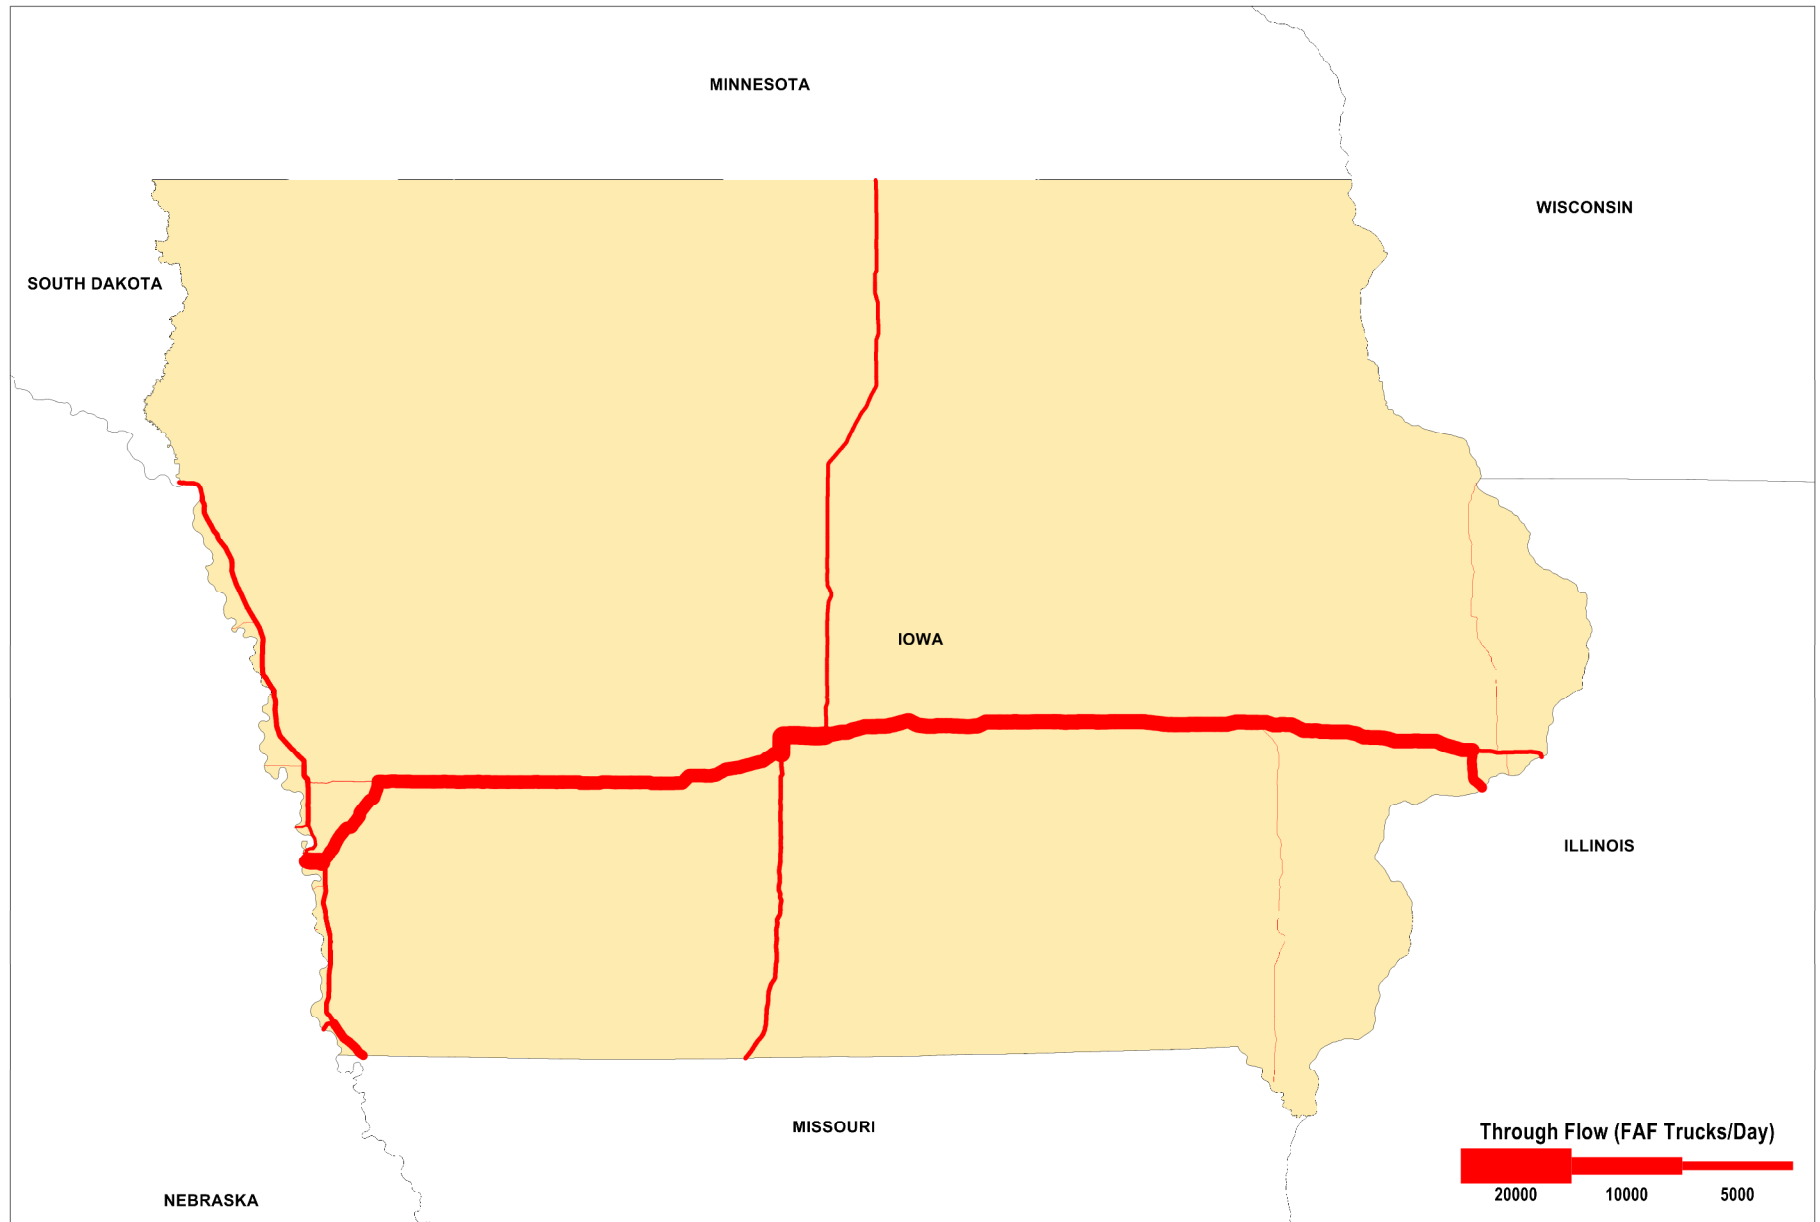 MINNESOTA
WISCONSIN
SOUTH DAKOTA
IOWA
ILLINOIS
MISSOURI
NEBRASKA
Through Flow (FAF Trucks/Day)
20000 10000 5000